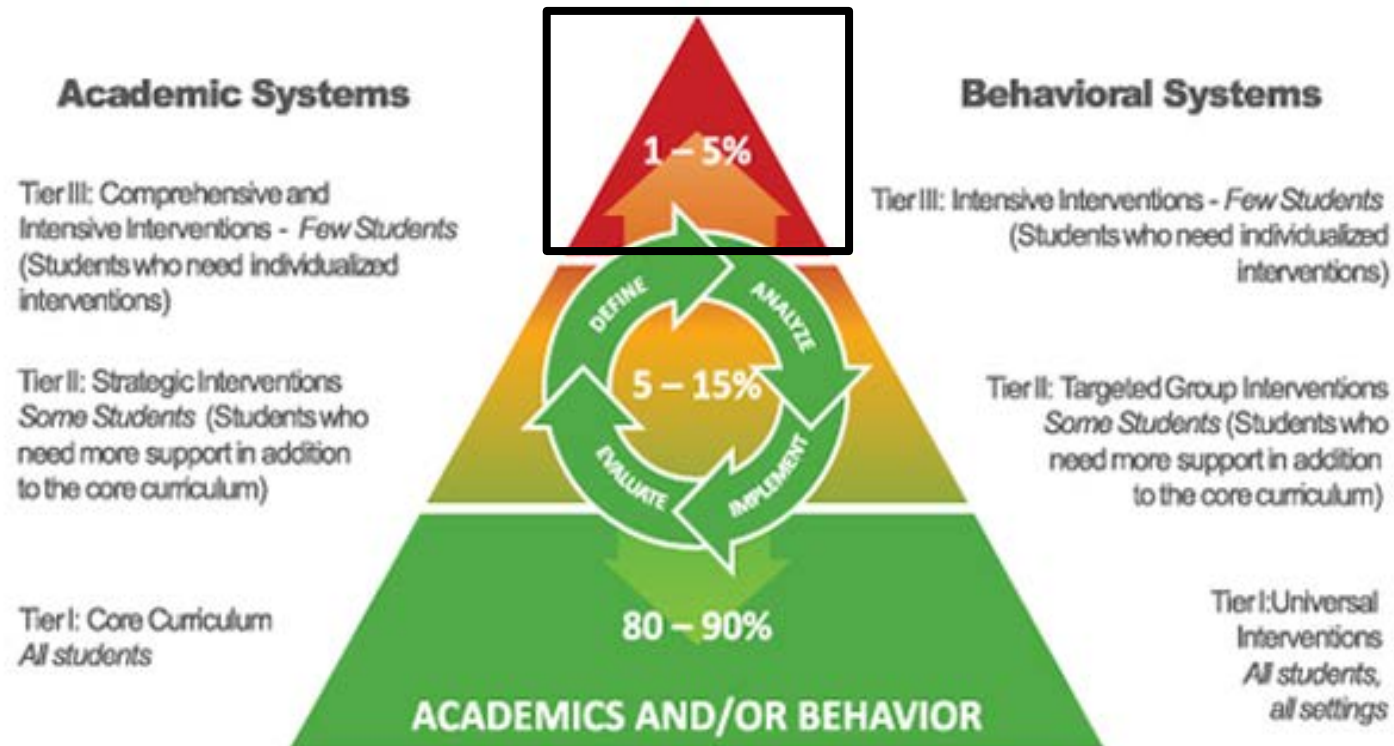 Academic Systems
Tier III: Comprehensive and
Intensive Interventions - Few Students
(Students who need individualized
interventions)
Tier II: Strategic Interventions
Some Students (Students who
need more support in addition
to the core curriculum)
Tier I: Core Curriculum
All students
1 – 5%
DEFINE
ANALYZE
5 – 15%
EVALUATE
IMPLEMENT
80 – 90%
ACADEMICS AND/OR BEHAVIOR
Behavioral Systems
Tier III: Intensive Interventions - Few Students
(Students who need individualized
interventions)
Tier II: Targeted Group Interventions
Some Students (Students who
need more support in addition
to the core curriculum)
Tier I:Universal
Interventions
All students,
all settings